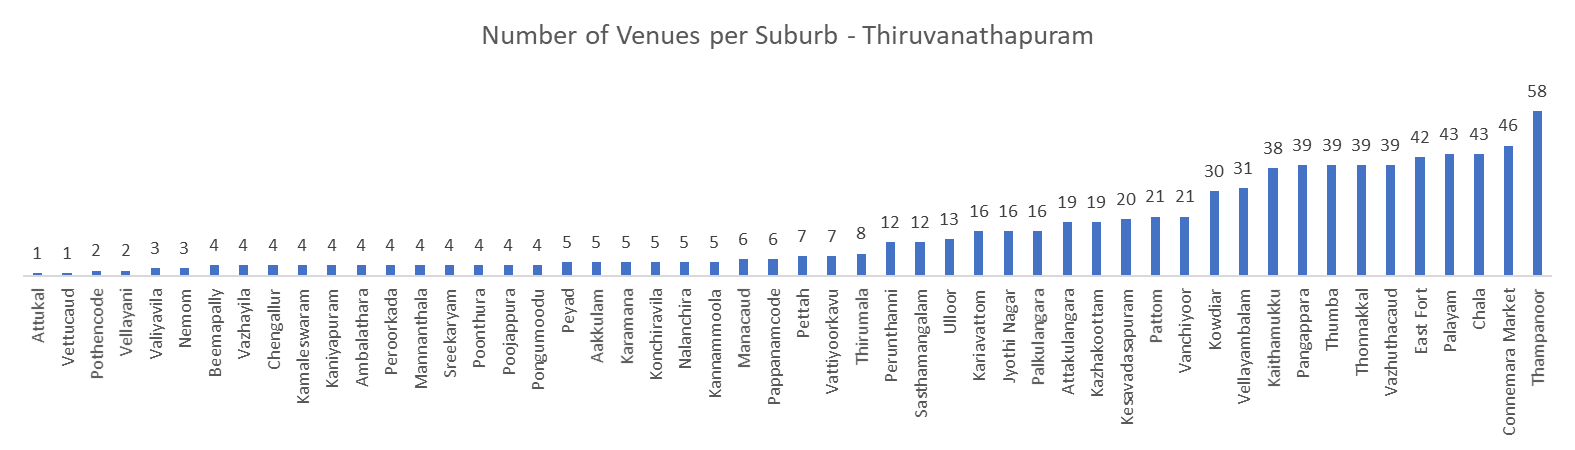 Number of Venues per Suburb - Thiruvanathapuram
1 1 2 2 3 3 4 4 4 4 4 4 4 4 4 4 4 4 5 5 5 5 5 5 6 6 7 7 8 12 12 13 16 16 16 19 19 20 21 21 30 31 38 39 39 39 39 42 43 43 46 58
Attukal
Vettucaud
Pothencode
Vellayani
Valiyavila
Nemom
Beemapally
Vazhayila
Chengallur
Kamaleswaram
Kaniyapuram
Ambalathara
Peroorkada
Mannanthala
Sreekaryam
Poonthura
Poojappura
Pongumoodu
Peyad
Aakkulam
Karamana
Konchiravila
Nalanchira
Kannammoola
Manacaud
Pappanamcode
Pettah
Vattiyoorkavu
Thirumala
Perunthanni
Sasthamangalam
Ulloor
Kariavattom
Jyothi Nagar
Palkulangara
Attakulangara
Kazhakoottam
Kesavadasapuram
Pattom
Vanchiyoor
Kowdiar
Vellayambalam
Kaithamukku
Pangappara
Thumba
Thonnakkal
Vazhuthacaud
East Fort
Palayam
Chala
Connemara Market
Thampanoor